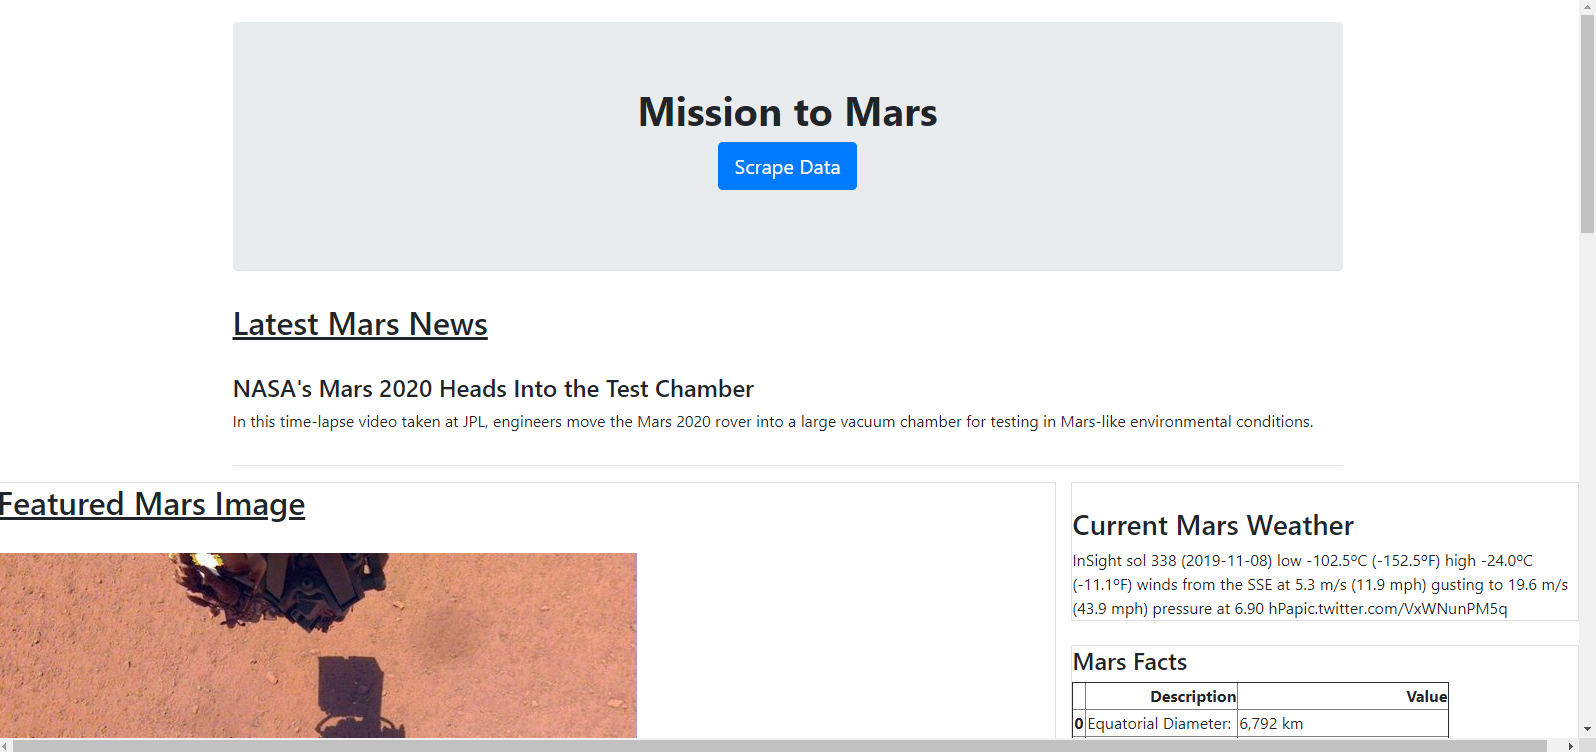 Mission to Mars
Scrape Data
Latest Mars News
NASA's Mars 2020 Heads Into the Test Chamber
In this time-lapse video taken at JPL, engineers move the Mars 2020 rover into a large vacuum chamber for testing in Mars-like environmental conditions.
Featured Mars Image
Current Mars Weather
InSight sol 338 (2019-11-08) low -102.5ºC (-152.5ºF) high -24.0ºC
(-11.1ºF) winds from the SSE at 5.3 m/s (11.9 mph) gusting to 19.6 m/s
(43.9 mph) pressure at 6.90 hPapic.twitter.com/VxWNunPM5q
Mars Facts
Description Value
0 Equatorial Diameter: 6,792 km